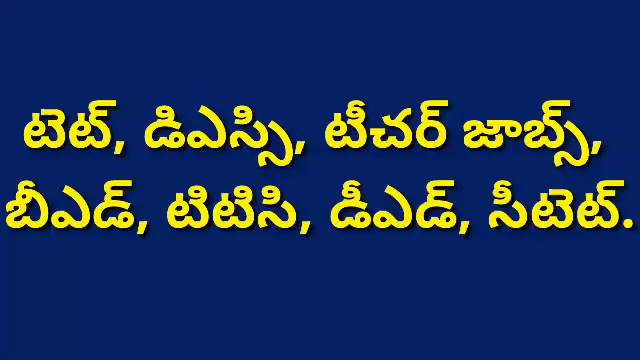 టెట్, డిఎస్సి, టీచర్ జాబ్స్,
బీఎడ్, టిటిసి, డీఎడ్, సీటెట్.